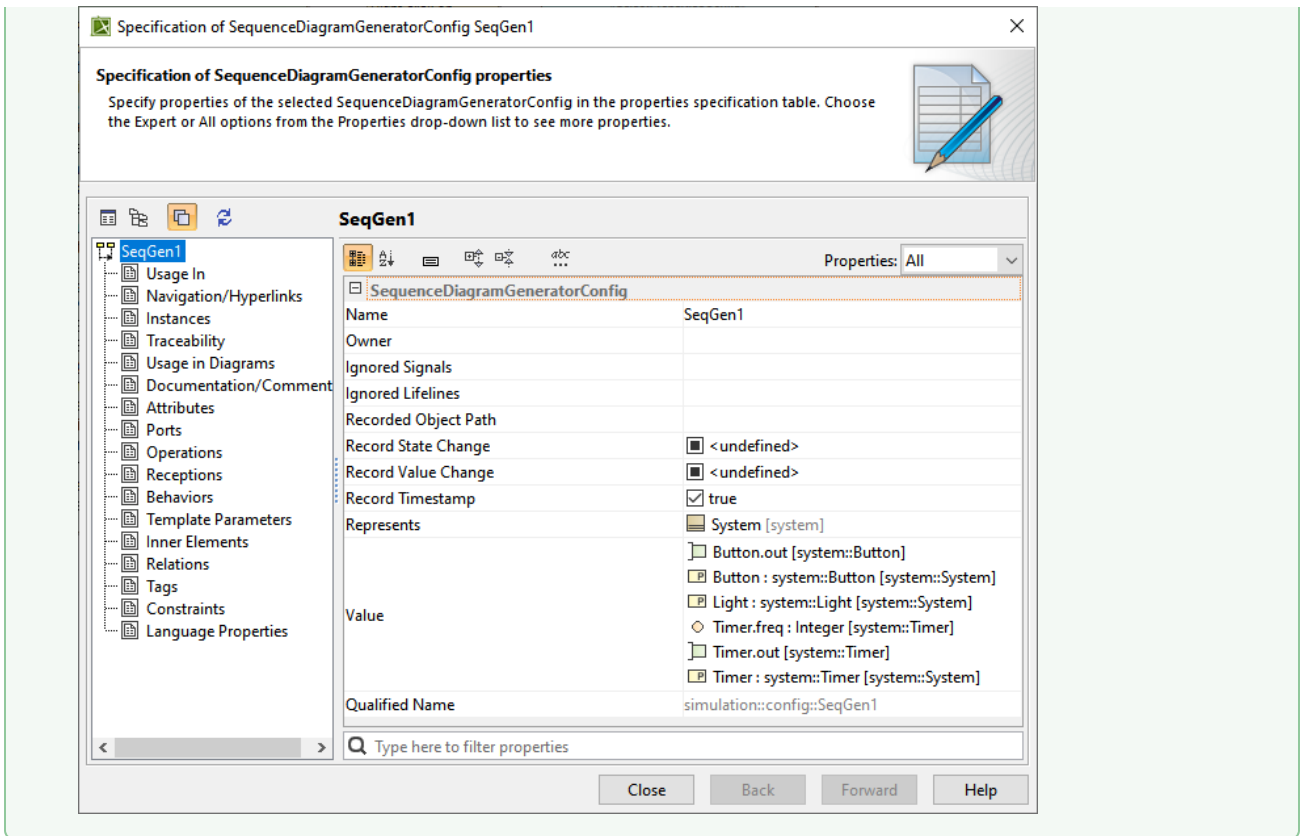 Specification of SequenceDiagramGeneratorConfig SeqGen1
Specification of SequenceDiagramGeneratorConfig properties
Specify properties of the selected SequenceDiagramGeneratorConfig in the properties specification table. Choose
the Expert or All options from the Properties drop-down list to see more properties.
SeqGen1
SeqGen1
Usage In
Navigation/Hyperlinks
Instances
Traceability
Usage in Diagrams
Documentation/Comment
Attributes
Ports
Operations
Receptions
Behaviors
Template Parameters
Inner Elements
Relations
Tags
Constraints
Language Properties
Properties: All
SequenceDiagramGeneratorConfig
Name SeqGen1
Owner
Ignored Signals
Ignored Lifelines
Recorded Object Path
Record State Change <undefined>
Record Value Change <undefined>
Record Timestamp true
Represents System [system]
Value
Button.out [system::Button]
P Button : system::Button [system::System]
P Light : system::Light [system::System]
Timer.freq : Integer [system::Timer]
Timer.out [system::Timer]
P Timer : system::Timer [system::System]
Qualified Name simulation::config::SeqGen1
Type here to filter properties
Close Back Forward Help